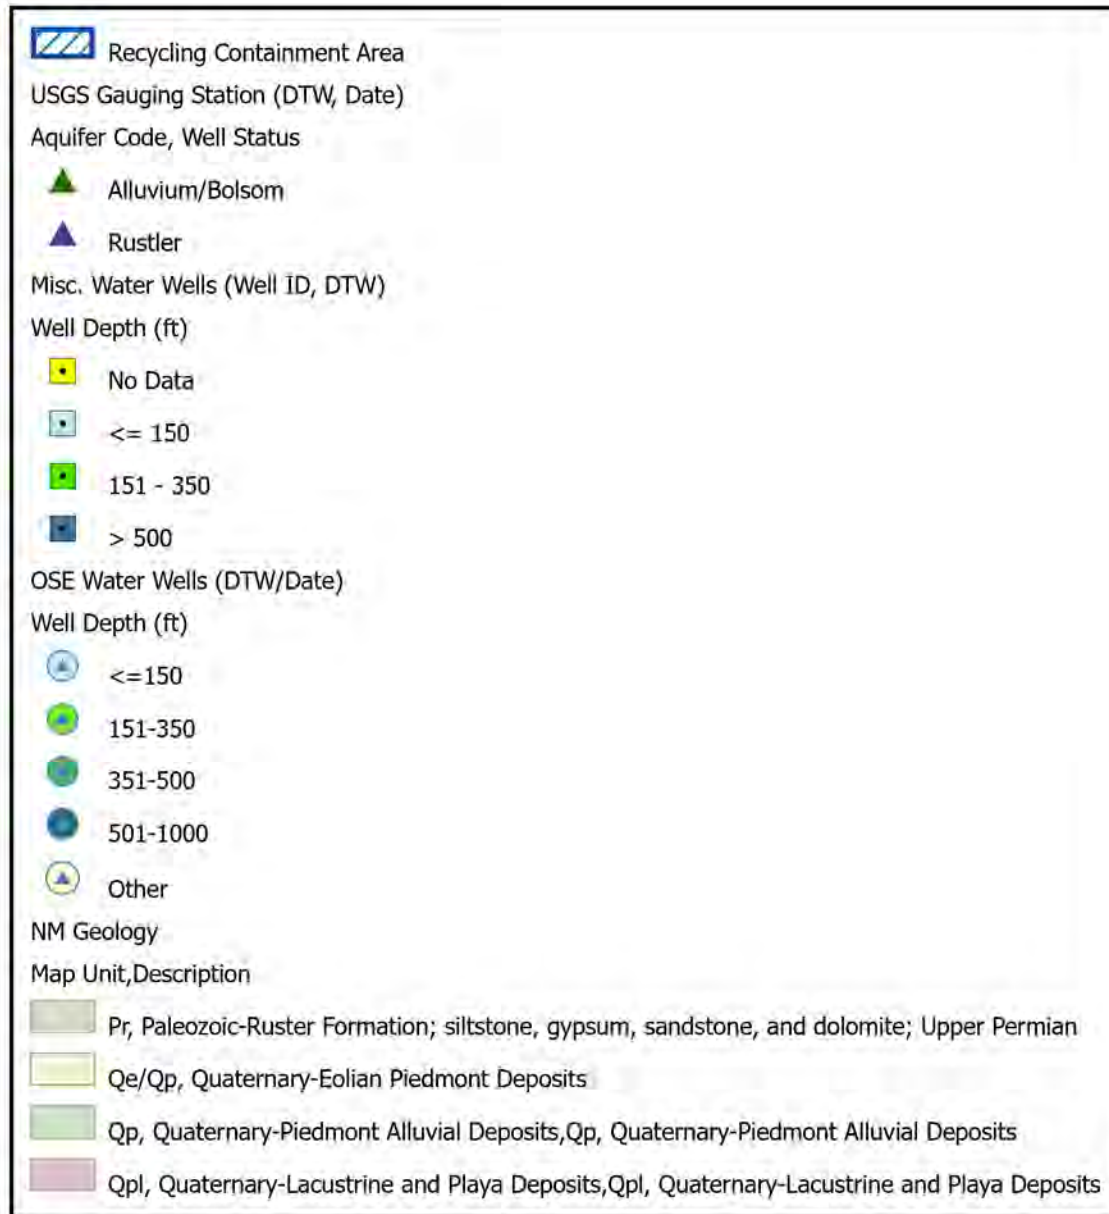 Recycling Containment Area
USGS Gauging Station (DTW, Date)
Aquifer Code, Well Status
Alluvium/Bolsom
Rustler
Misc. Water Wells (Well ID, DTW)
Well Depth (ft)
No Data
<= 150
151 - 350
> 500
OSE Water Wells (DTW/Date)
Well Depth (ft)
<=150
151-350
351-500
501-1000
Other
NM Geology
Map Unit,Description
Pr, Paleozoic-Ruster Formation; siltstone, gypsum, sandstone, and dolomite; Upper Permian
Qe/Qp, Quaternary-Eolian Piedmont Deposits
Qp, Quaternary-Piedmont Alluvial Deposits,Qp, Quaternary-Piedmont Alluvial Deposits
Qpl, Quaternary-Lacustrine and Playa Deposits,Qpl, Quaternary-Lacustrine and Playa Deposits